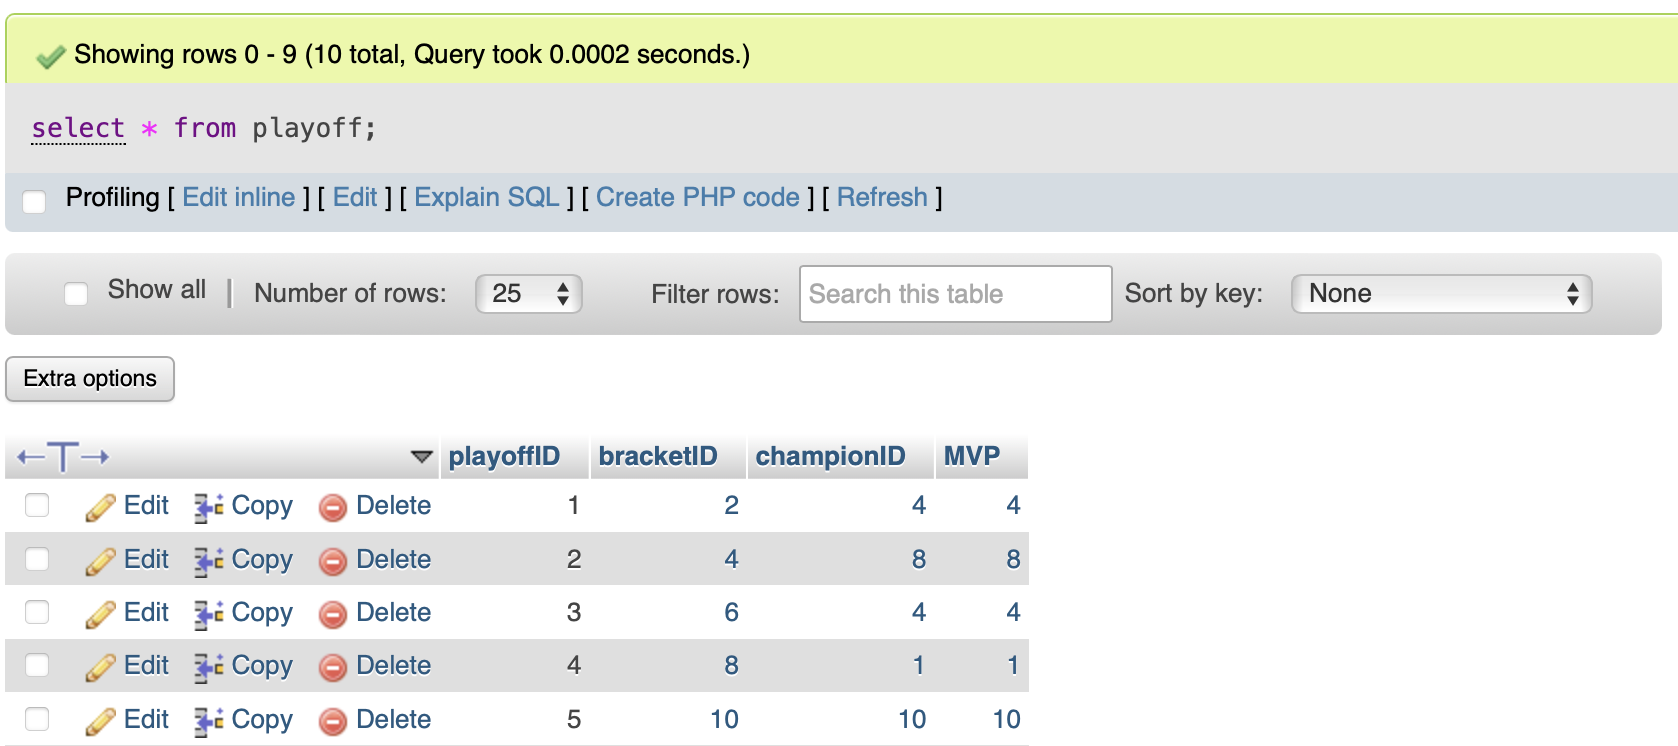 Showing rows 0 - 9 (10 total, Query took 0.0002 seconds.)
select * from playoff;
Profiling [ Edit inline ] [ Edit ] [ Explain SQL ] [ Create PHP code ] [ Refresh ]
Show all | Number of rows: 25 Filter rows: Search this table Sort by key: None
Extra options
←T→ playoffID bracketID championID MVP
Edit Copy Delete 1 2 4 4
Edit Copy Delete 2 4 8 8
Edit Copy Delete 3 6 4 4
Edit Copy Delete 4 8 1 1
Edit Copy Delete 5 10 10 10